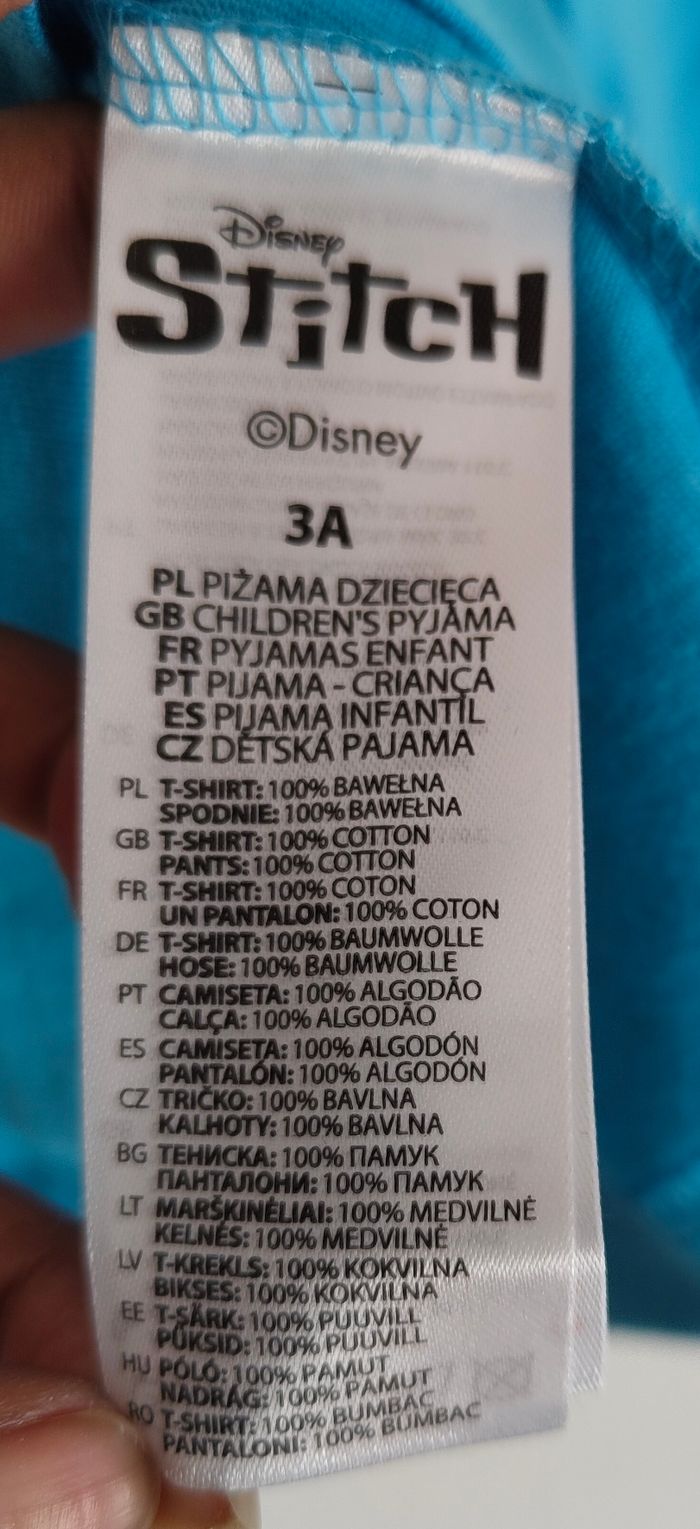 Disney
Stitch
©Disney
3A
PL PIŻAMA DZIECIĘCA
GB CHILDREN'S PYJAMA
FR PYJAMAS ENFANT
PT PIJAMA - CRIANÇA
ES PIJAMA INFANTIL
CZ DĚTSKÁ PAJAMA
PL T-SHIRT: 100% BAWEŁNA
SPODNIE: 100% BAWEŁNA
GB T-SHIRT: 100% COTTON
PANTS: 100% COTTON
FR T-SHIRT: 100% COTON
UN PANTALON: 100% COTON
DE T-SHIRT: 100% BAUMWOLLE
HOSE: 100% BAUMWOLLE
PT CAMISETA: 100% ALGODÃO
CALÇA: 100% ALGODÃO
ES CAMISETA: 100% ALGODÓN
PANTALÓN: 100% ALGODÓN
CZ TRIČKO: 100% BAVLNA
KALHOTY: 100% BAVLNA
BG ТЕНИСКА: 100% ПАМУК
ПАНТАЛОНИ: 100% ПАМУК
LT MARŠKINĖLIAI: 100% MEDVILNĖ
KELNĖS: 100% MEDVILNĖ
LV T-KREKLS: 100% KOKVILNA
BIKSES: 100% KOKVILNA
EE T-SÄRK: 100% PUUVILL
PÜKSID: 100% PUUVILL
HU PÓLÓ: 100% PAMUT
NADRÁG: 100% PAMUT
RO T-SHIRT: 100% BUMBAC
PANTALONI: 100% BUMBAC